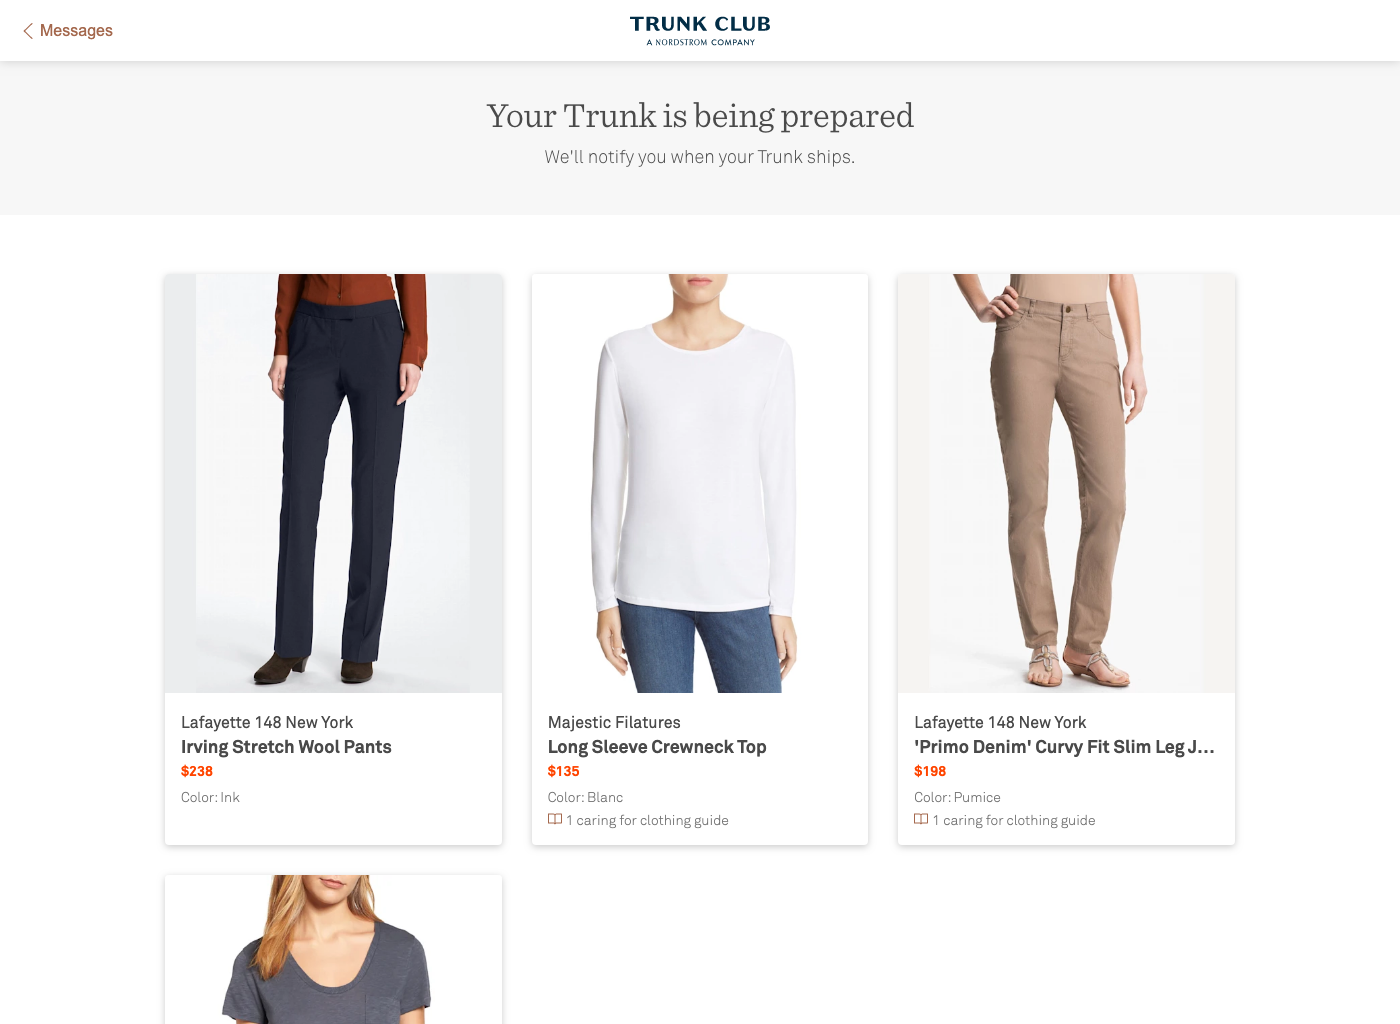 Messages
TRUNK CLUB
A NORDSTROM COMPANY
Your Trunk is being prepared
We'll notify you when your Trunk ships.
Lafayette 148 New York
Irving Stretch Wool Pants
$238
Color: Ink
Majestic Filatures
Long Sleeve Crewneck Top
$135
Color: Blanc
1 caring for clothing guide
Lafayette 148 New York
'Primo Denim' Curvy Fit Slim Leg J...
$198
Color: Pumice
1 caring for clothing guide